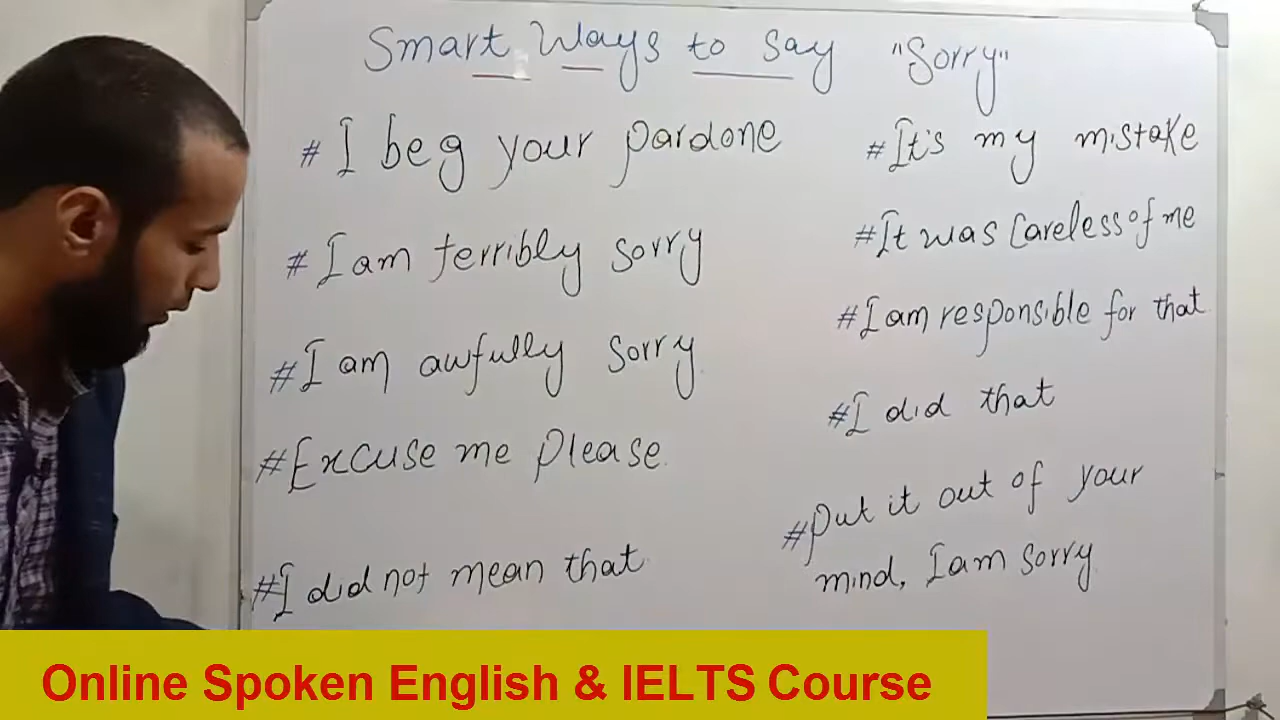 Smart Ways to say "Sorry"
# I beg your pardone
# I am terribly sorry
# I am awfully sorry
# Excuse me please
# I did not mean that
# It's my mistake
# It was careless of me
# I am responsible for that
# I did that
# put it out of your
mind, I am sorry
Online Spoken English & IELTS Course